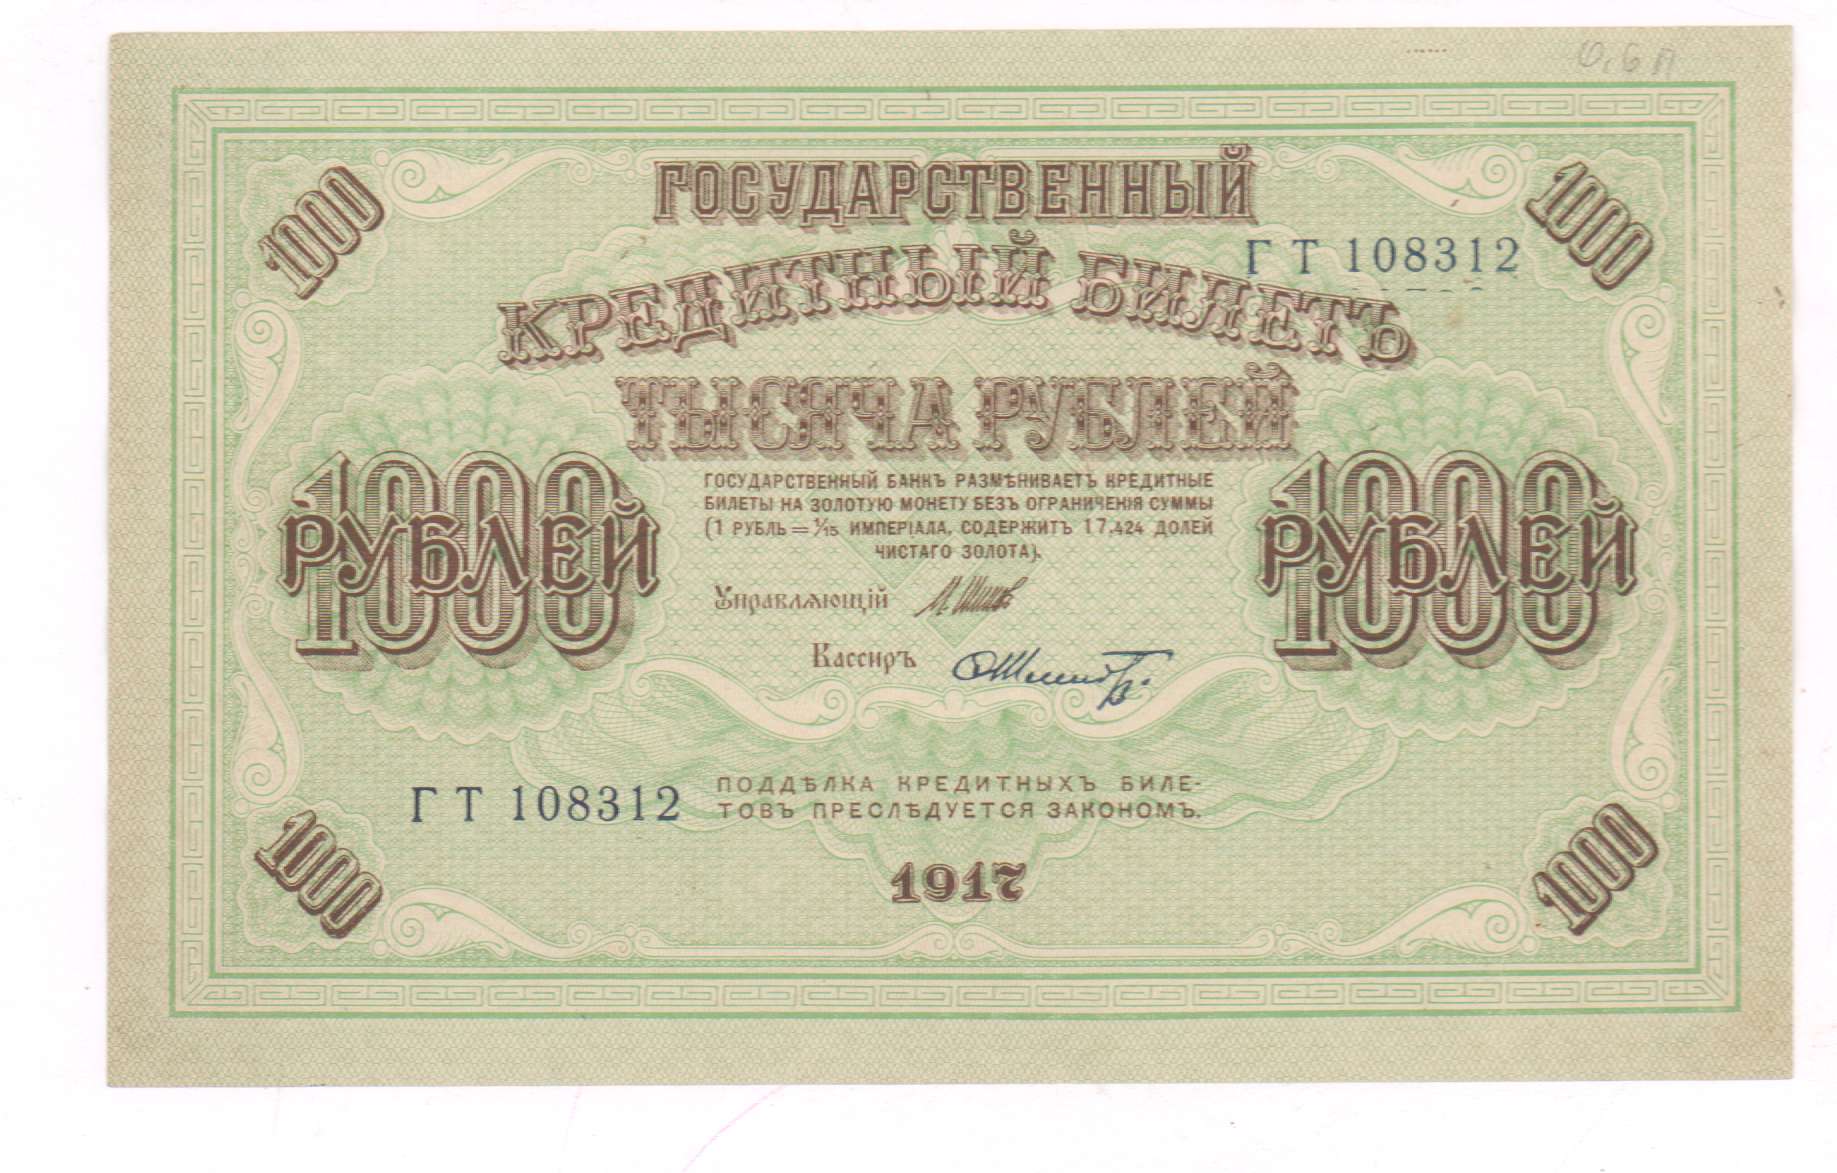 0,6 П
1000
ГОСУДАРСТВЕННЫЙ
1000
ГТ 108312
КРЕДИТНЫЙ БИЛЕТЪ
ТЫСЯЧА РУБЛЕЙ
1000
РУБЛЕЙ
1000
РУБЛЕЙ
ГОСУДАРСТВЕННЫЙ БАНКЪ РАЗМѢНИВАЕТЪ КРЕДИТНЫЕ
БИЛЕТЫ НА ЗОЛОТУЮ МОНЕТУ БЕЗЪ ОГРАНИЧЕНІЯ СУММЫ
(1 РУБЛЬ = 1/15 ИМПЕРІАЛА, СОДЕРЖИТЪ 17,424 ДОЛЕЙ
ЧИСТАГО ЗОЛОТА).
Управляющій
Кассиръ
ГТ 108312
ПОДДѢЛКА КРЕДИТНЫХЪ БИЛЕ-
ТОВЪ ПРЕСЛѢДУЕТСЯ ЗАКОНОМЪ.
1000
1917
1000